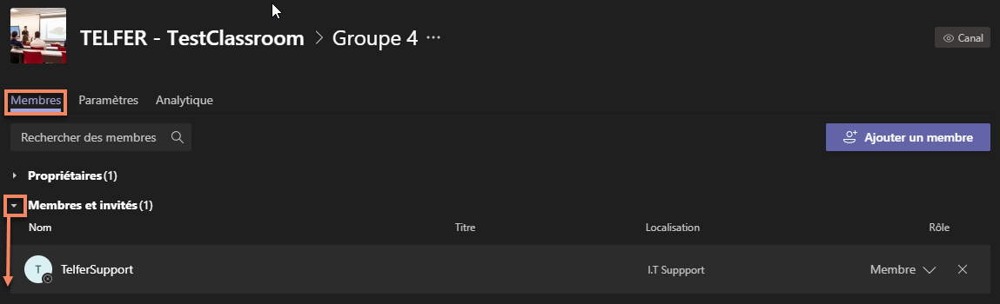 TELFER - TestClassroom > Groupe 4 ...
Canal
Membres Paramètres Analytique
Rechercher des membres
Ajouter un membre
Propriétaires (1)
Membres et invités (1)
Nom Titre Localisation Rôle
T TelferSupport I.T Suppport Membre